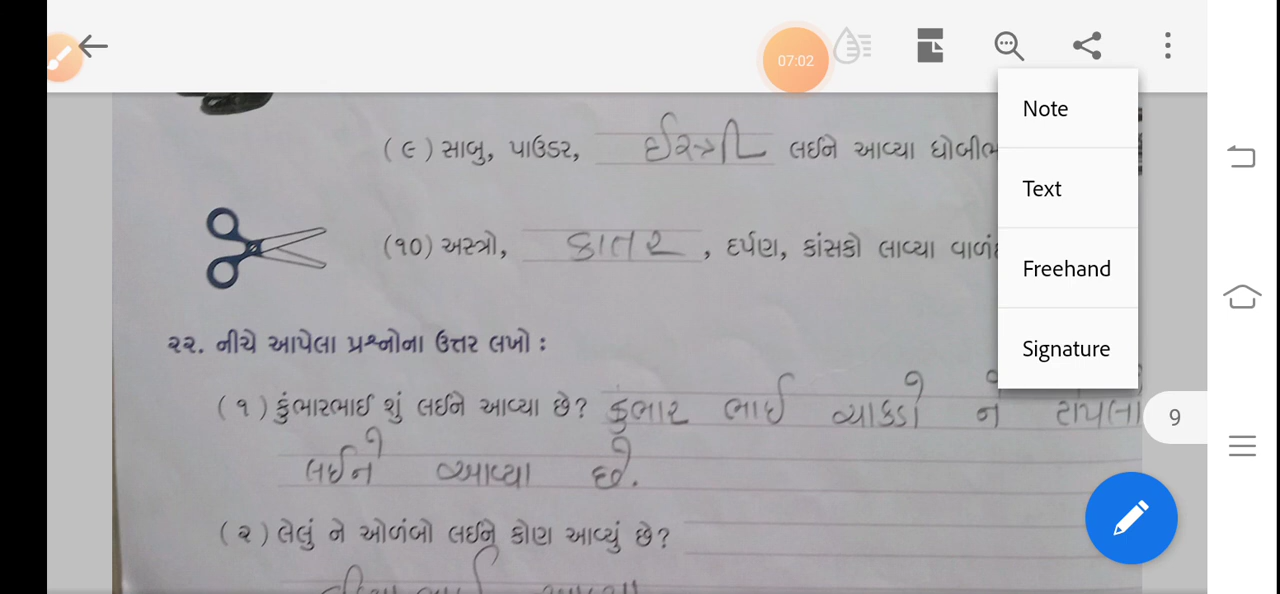 07:02
Note
(૯) સાબુ, પાઉડર, ઈસ્ત્રી લઈને આવ્યા ધોબીભ
Text
(૧૦) અસ્ત્રો, કાતર, દર્પણ, કાંસકો લાવ્યા વાળં
Freehand
૨૨. નીચે આપેલા પ્રશ્નોના ઉત્તર લખો :
Signature
(૧) કુંભારભાઈ શું લઈને આવ્યા છે? કુંભાર ભાઈ ચાકડો ને ટોપલા
9
લઈને આવ્યા છે.
(૨) લેલું ને ઓળંબો લઈને કોણ આવ્યું છે?